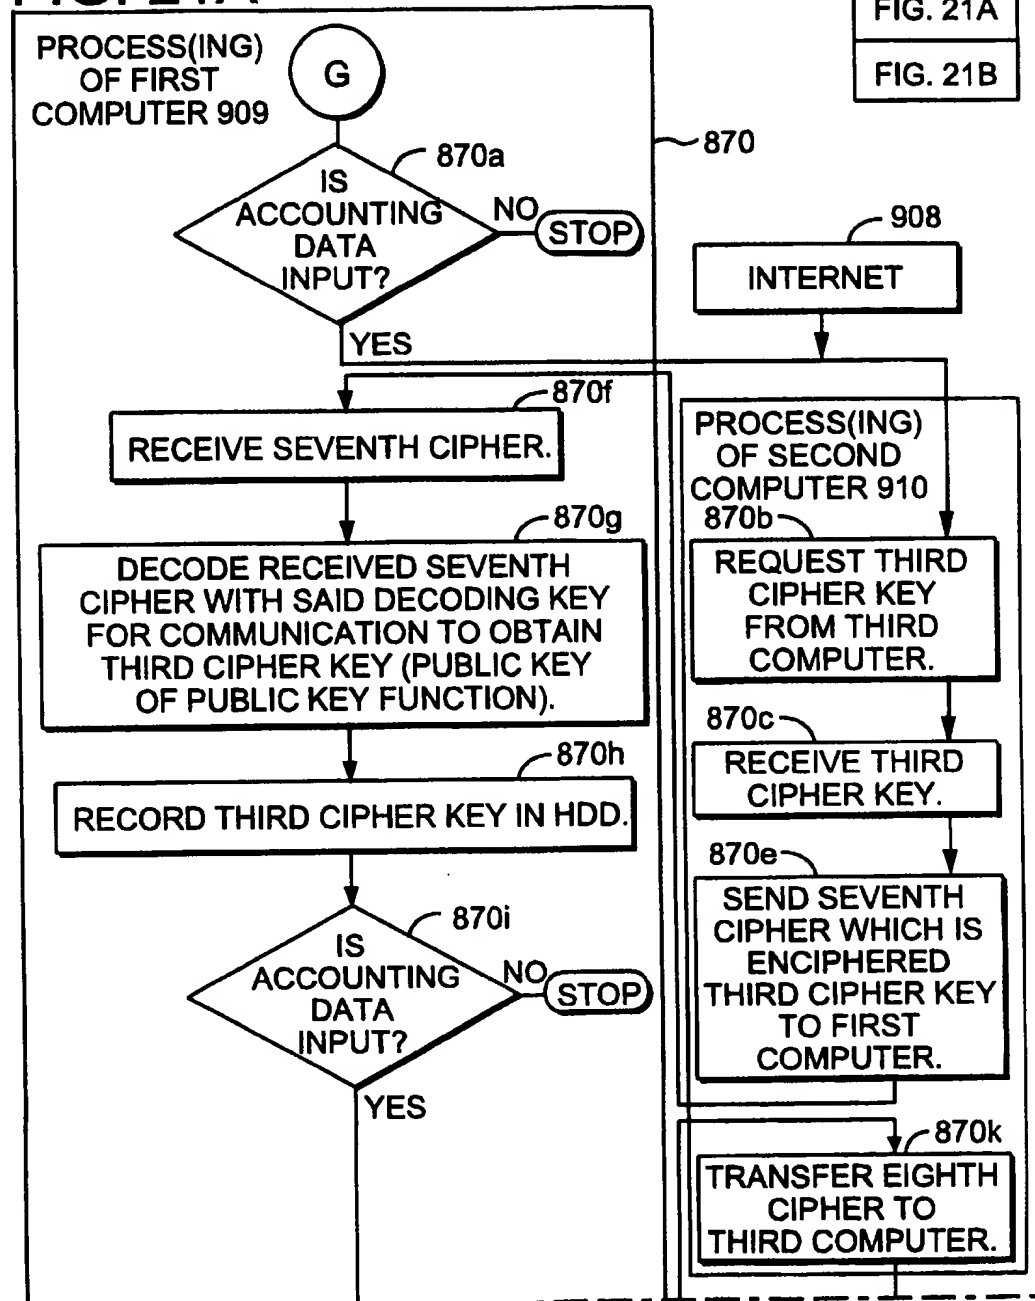 FIG. 21A
FIG. 21A
FIG. 21B
PROCESS(ING)
OF FIRST
COMPUTER 909
G
870
870a
IS
ACCOUNTING
DATA
INPUT?
NO
STOP
YES
908
INTERNET
870f
RECEIVE SEVENTH CIPHER.
870g
DECODE RECEIVED SEVENTH
CIPHER WITH SAID DECODING KEY
FOR COMMUNICATION TO OBTAIN
THIRD CIPHER KEY (PUBLIC KEY
OF PUBLIC KEY FUNCTION).
870h
RECORD THIRD CIPHER KEY IN HDD.
870i
IS
ACCOUNTING
DATA
INPUT?
NO
STOP
YES
PROCESS(ING)
OF SECOND
COMPUTER 910
870b
REQUEST THIRD
CIPHER KEY
FROM THIRD
COMPUTER.
870c
RECEIVE THIRD
CIPHER KEY.
870e
SEND SEVENTH
CIPHER WHICH IS
ENCIPHERED
THIRD CIPHER KEY
TO FIRST
COMPUTER.
870k
TRANSFER EIGHTH
CIPHER TO
THIRD COMPUTER.